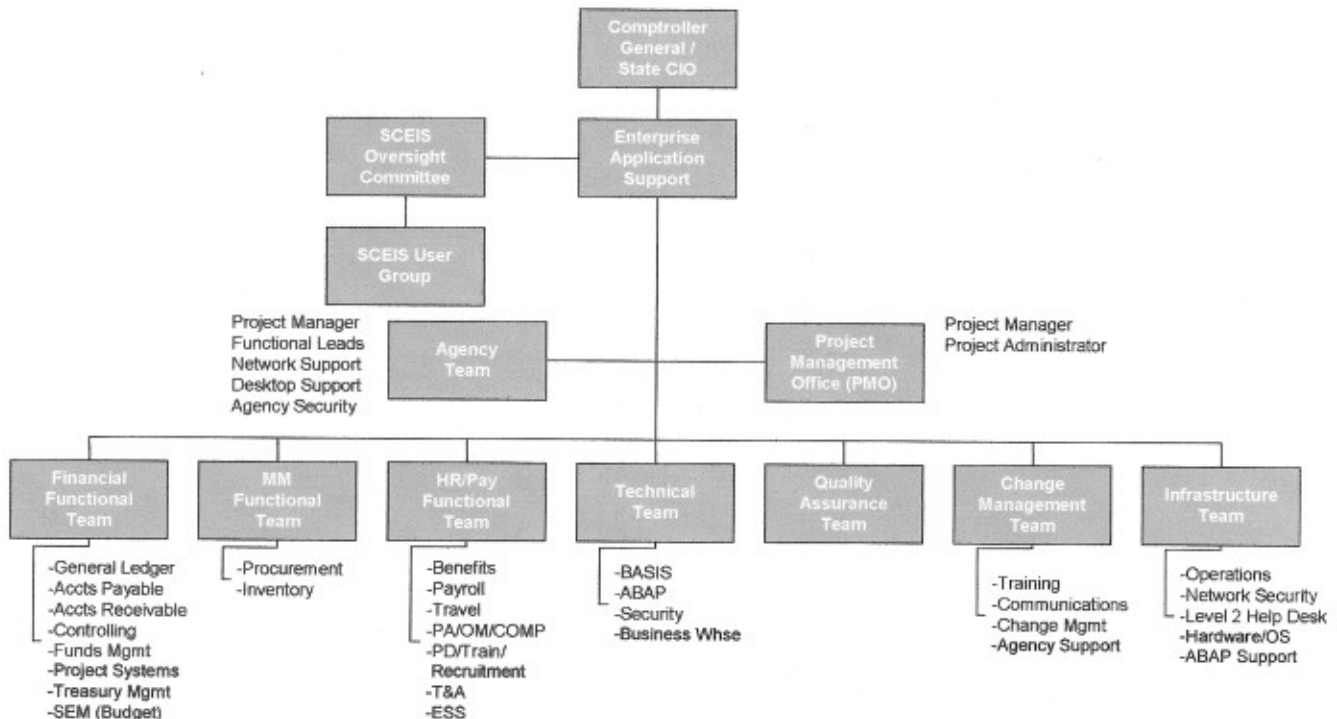 Comptroller
General /
State CIO
SCEIS
Oversight
Committee
Enterprise
Application
Support
SCEIS User
Group
Project Manager
Functional Leads
Network Support
Desktop Support
Agency Security
Agency
Team
Project
Management
Office (PMO)
Project Manager
Project Administrator
Financial
Functional
Team
-General Ledger
-Accts Payable
-Accts Receivable
-Controlling
-Funds Mgmt
-Project Systems
-Treasury Mgmt
-SEM (Budget)
MM
Functional
Team
-Procurement
-Inventory
HR/Pay
Functional
Team
-Benefits
-Payroll
-Travel
-PA/OM/COMP
-PD/Train/
Recruitment
-T&A
-ESS
Technical
Team
-BASIS
-ABAP
-Security
-Business Whse
Quality
Assurance
Team
Change
Management
Team
-Training
-Communications
-Change Mgmt
-Agency Support
Infrastructure
Team
-Operations
-Network Security
-Level 2 Help Desk
-Hardware/OS
-ABAP Support